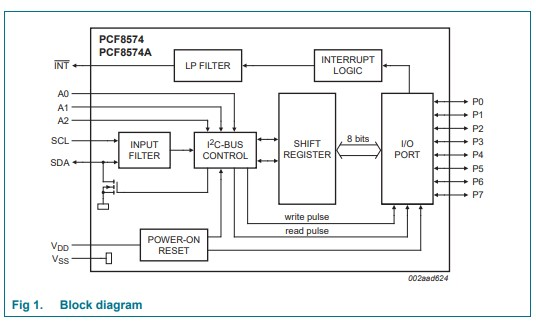 PCF8574
PCF8574A
INT
LP FILTER
INTERRUPT
LOGIC
A0
A1
A2
SCL
SDA
INPUT
FILTER
I²C-BUS
CONTROL
SHIFT
REGISTER
8 bits
I/O
PORT
P0
P1
P2
P3
P4
P5
P6
P7
write pulse
read pulse
VDD
VSS
POWER-ON
RESET
002aad624
Fig 1. Block diagram